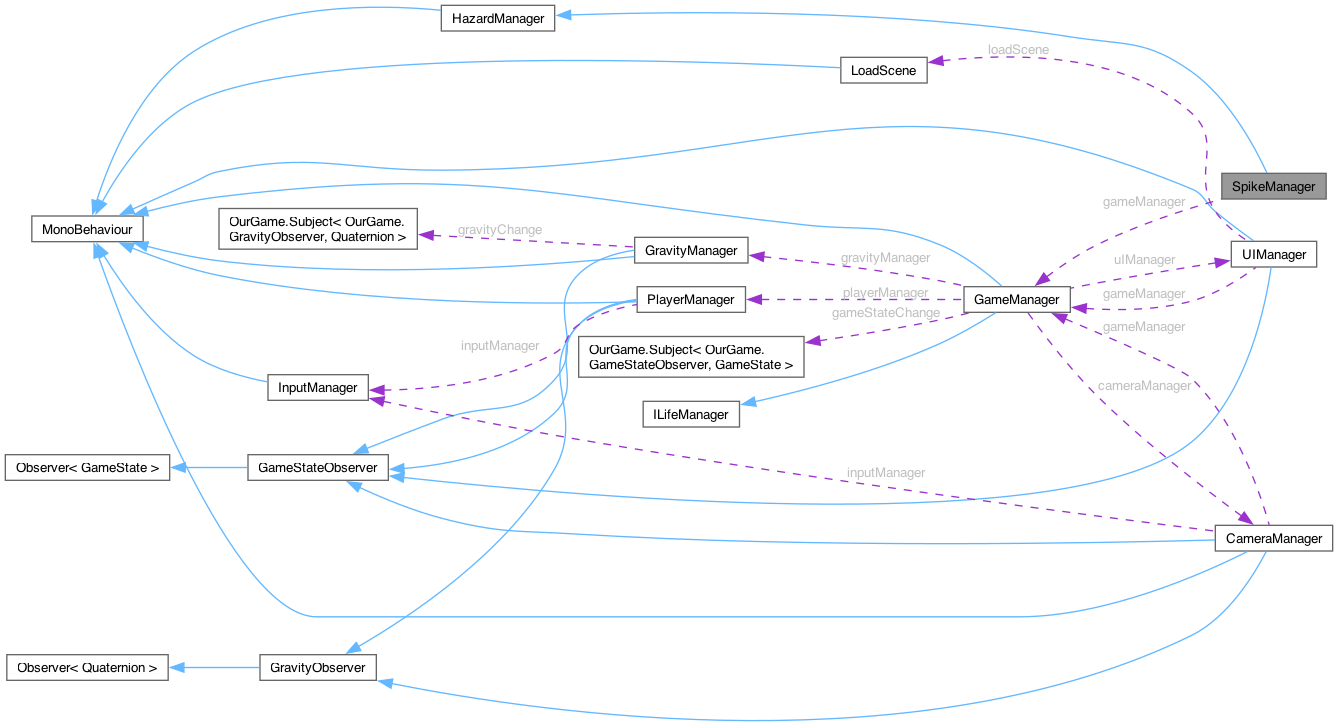 HazardManager
loadScene
LoadScene
SpikeManager
gameManager
MonoBehaviour
OurGame.Subject< OurGame.
GravityObserver, Quaternion >
gravityChange
GravityManager
gravityManager
uIManager
UIManager
PlayerManager
playerManager
GameManager
gameManager
gameStateChange
gameManager
OurGame.Subject< OurGame.
GameStateObserver, GameState >
inputManager
InputManager
cameraManager
ILifeManager
Observer< GameState >
GameStateObserver
inputManager
CameraManager
Observer< Quaternion >
GravityObserver